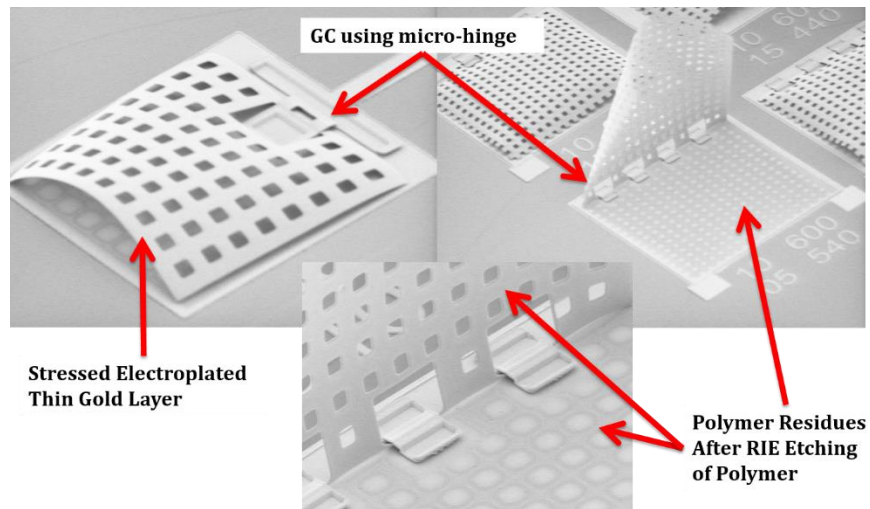 GC using micro-hinge
10 600
15 440
10
10 600
05 540
Stressed Electroplated
Thin Gold Layer
Polymer Residues
After RIE Etching
of Polymer